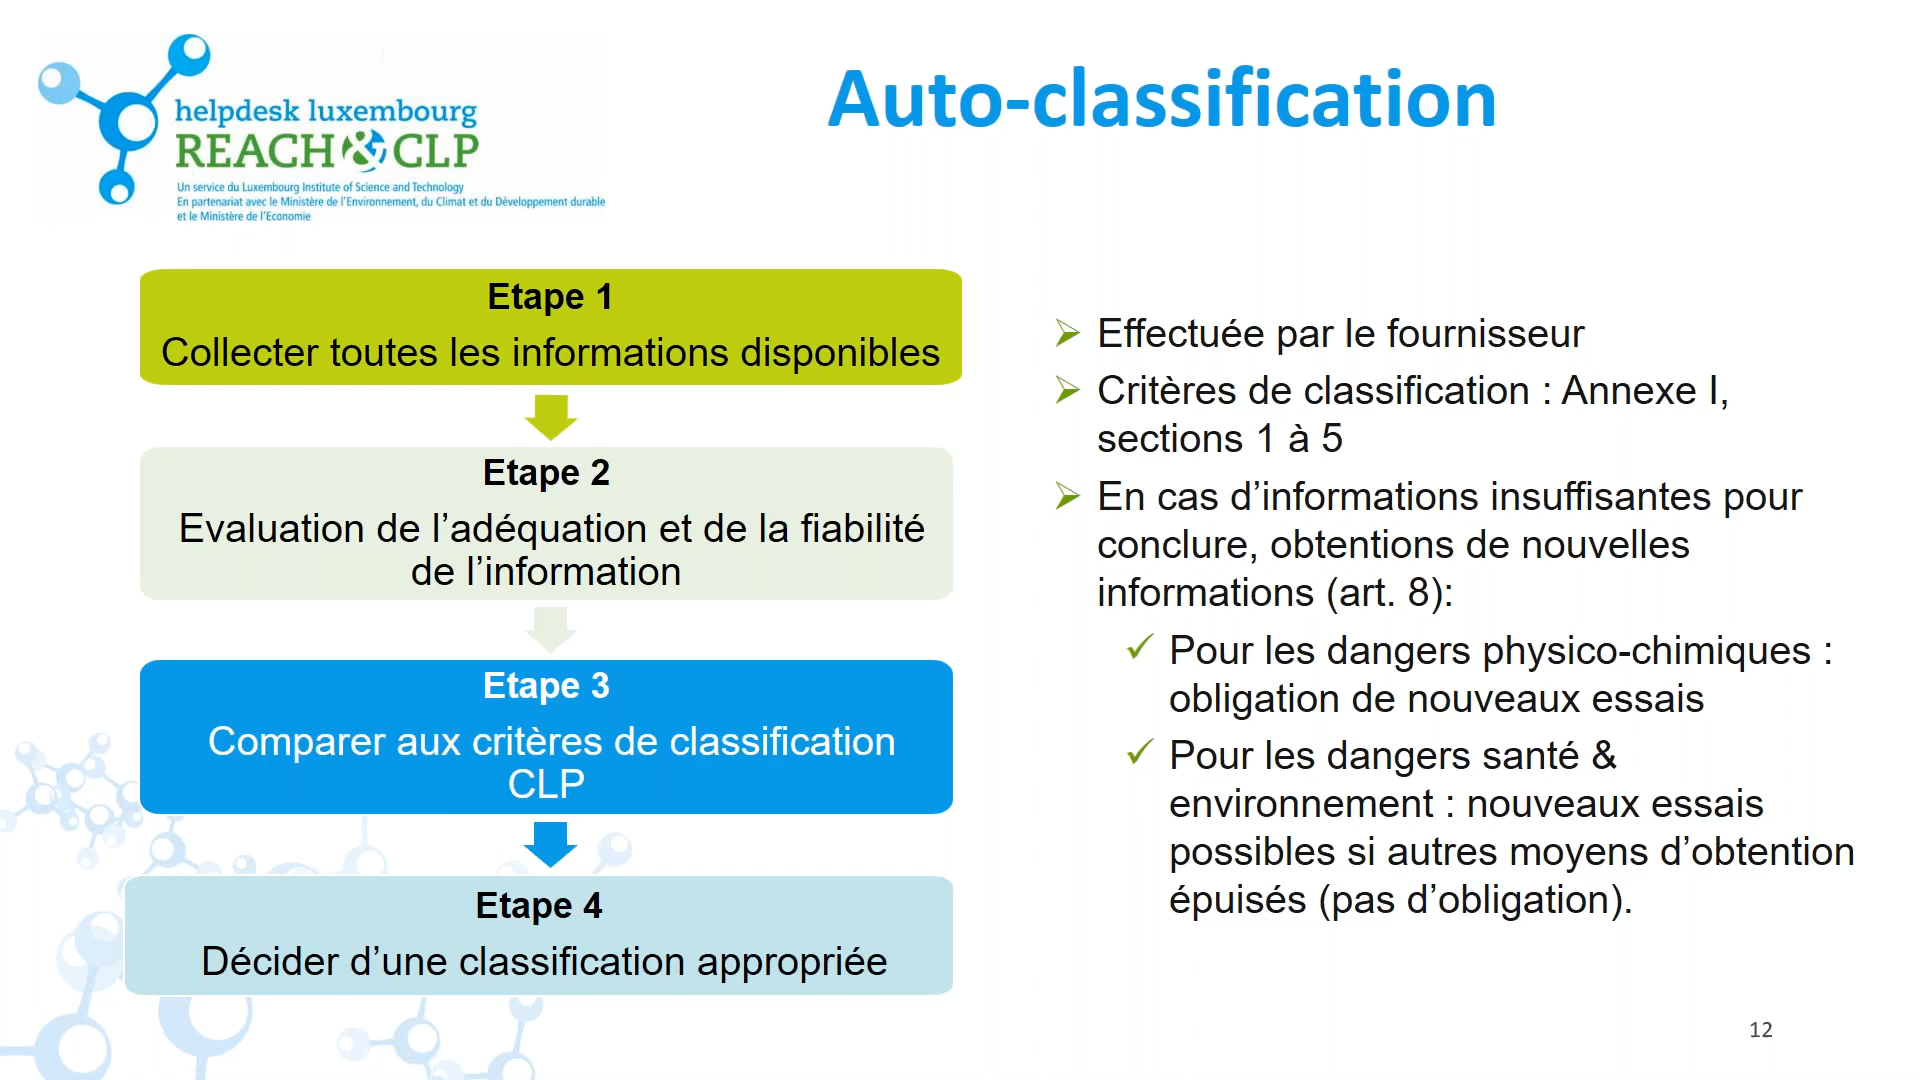 helpdesk luxembourg
REACH&CLP
Un service du Luxembourg Institute of Science and Technology
En partenariat avec le Ministère de l'Environnement, du Climat et du Développement durable
et le Ministère de l'Economie
Auto-classification
Etape 1
Collecter toutes les informations disponibles
Etape 2
Evaluation de l’adéquation et de la fiabilité
de l’information
Etape 3
Comparer aux critères de classification
CLP
Etape 4
Décider d’une classification appropriée
Effectuée par le fournisseur
Critères de classification : Annexe I,
sections 1 à 5
En cas d’informations insuffisantes pour
conclure, obtentions de nouvelles
informations (art. 8):
Pour les dangers physico-chimiques :
obligation de nouveaux essais
Pour les dangers santé &
environnement : nouveaux essais
possibles si autres moyens d’obtention
épuisés (pas d’obligation).
12